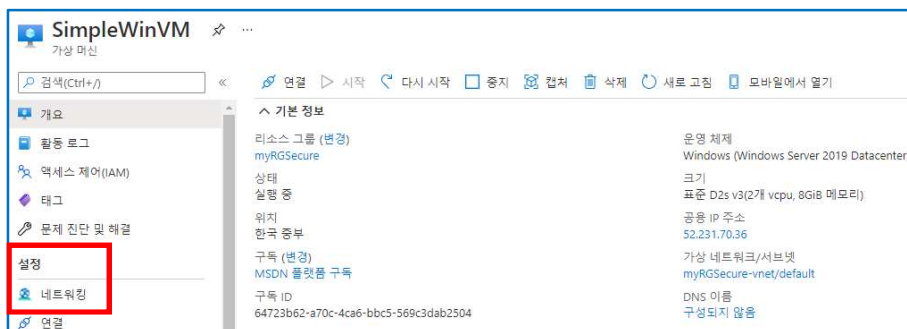 SimpleWinVM
가상 머신
검색(Ctrl+/)
연결 시작 다시 시작 중지 캡처 삭제 새로 고침 모바일에서 열기
개요
활동 로그
액세스 제어(IAM)
태그
문제 진단 및 해결
설정
네트워킹
연결
기본 정보
리소스 그룹 (변경)
myRGSecure
상태
실행 중
위치
한국 중부
구독 (변경)
MSDN 플랫폼 구독
구독 ID
64723b62-a70c-4ca6-bbc5-569c3dab2504
운영 체제
Windows (Windows Server 2019 Datacenter
크기
표준 D2s v3(2개 vcpu, 8GiB 메모리)
공용 IP 주소
52.231.70.36
가상 네트워크/서브넷
myRGSecure-vnet/default
DNS 이름
구성되지 않음